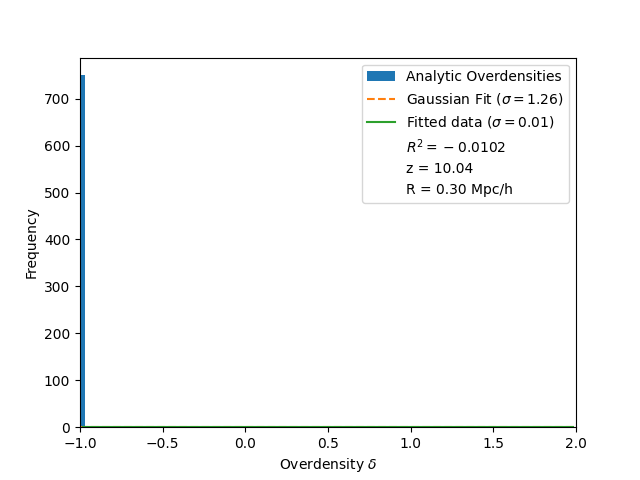 Analytic Overdensities
Gaussian Fit (σ = 1.26)
Fitted data (σ = 0.01)
R² = −0.0102
z = 10.04
R = 0.30 Mpc/h
Frequency
700
600
500
400
300
200
100
0
−1.0 −0.5 0.0 0.5 1.0 1.5 2.0
Overdensity δ